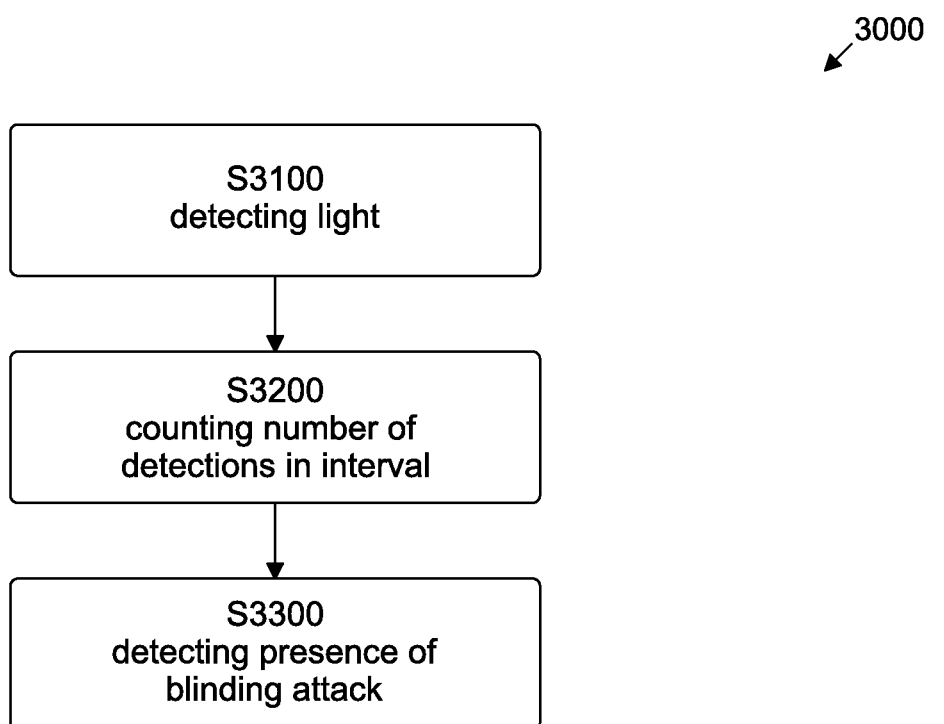 3000
S3100
detecting light
S3200
counting number of
detections in interval
S3300
detecting presence of
blinding attack